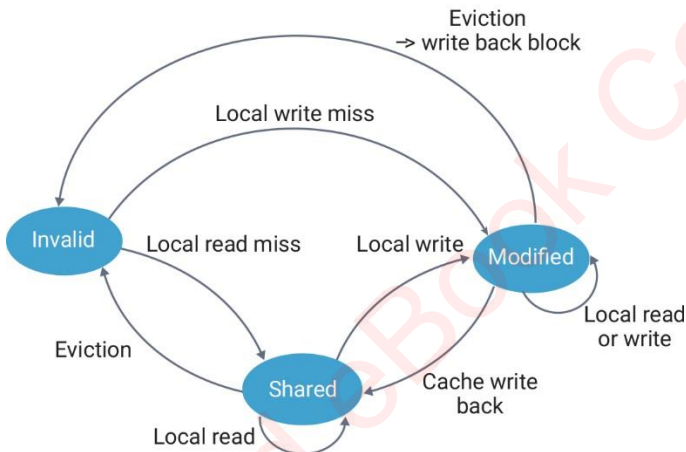 Eviction
→ write back block
Local write miss
Invalid
Local read miss
Local write
Modified
Eviction
Local read
or write
Shared
Cache write
back
Local read
eBook C